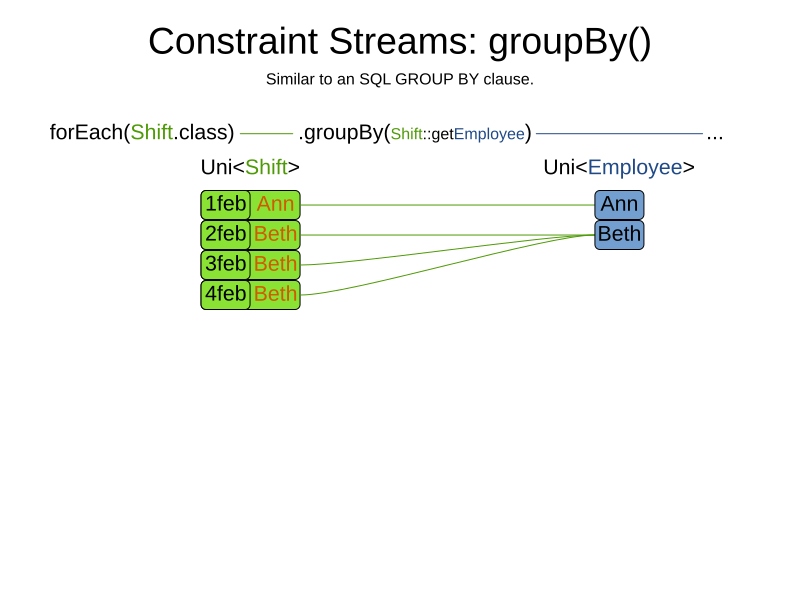 Constraint Streams: groupBy()
Similar to an SQL GROUP BY clause.
forEach(Shift.class) .groupBy(Shift::getEmployee) ...
Uni<Shift> Uni<Employee>
1feb Ann Ann
2feb Beth Beth
3feb Beth
4feb Beth